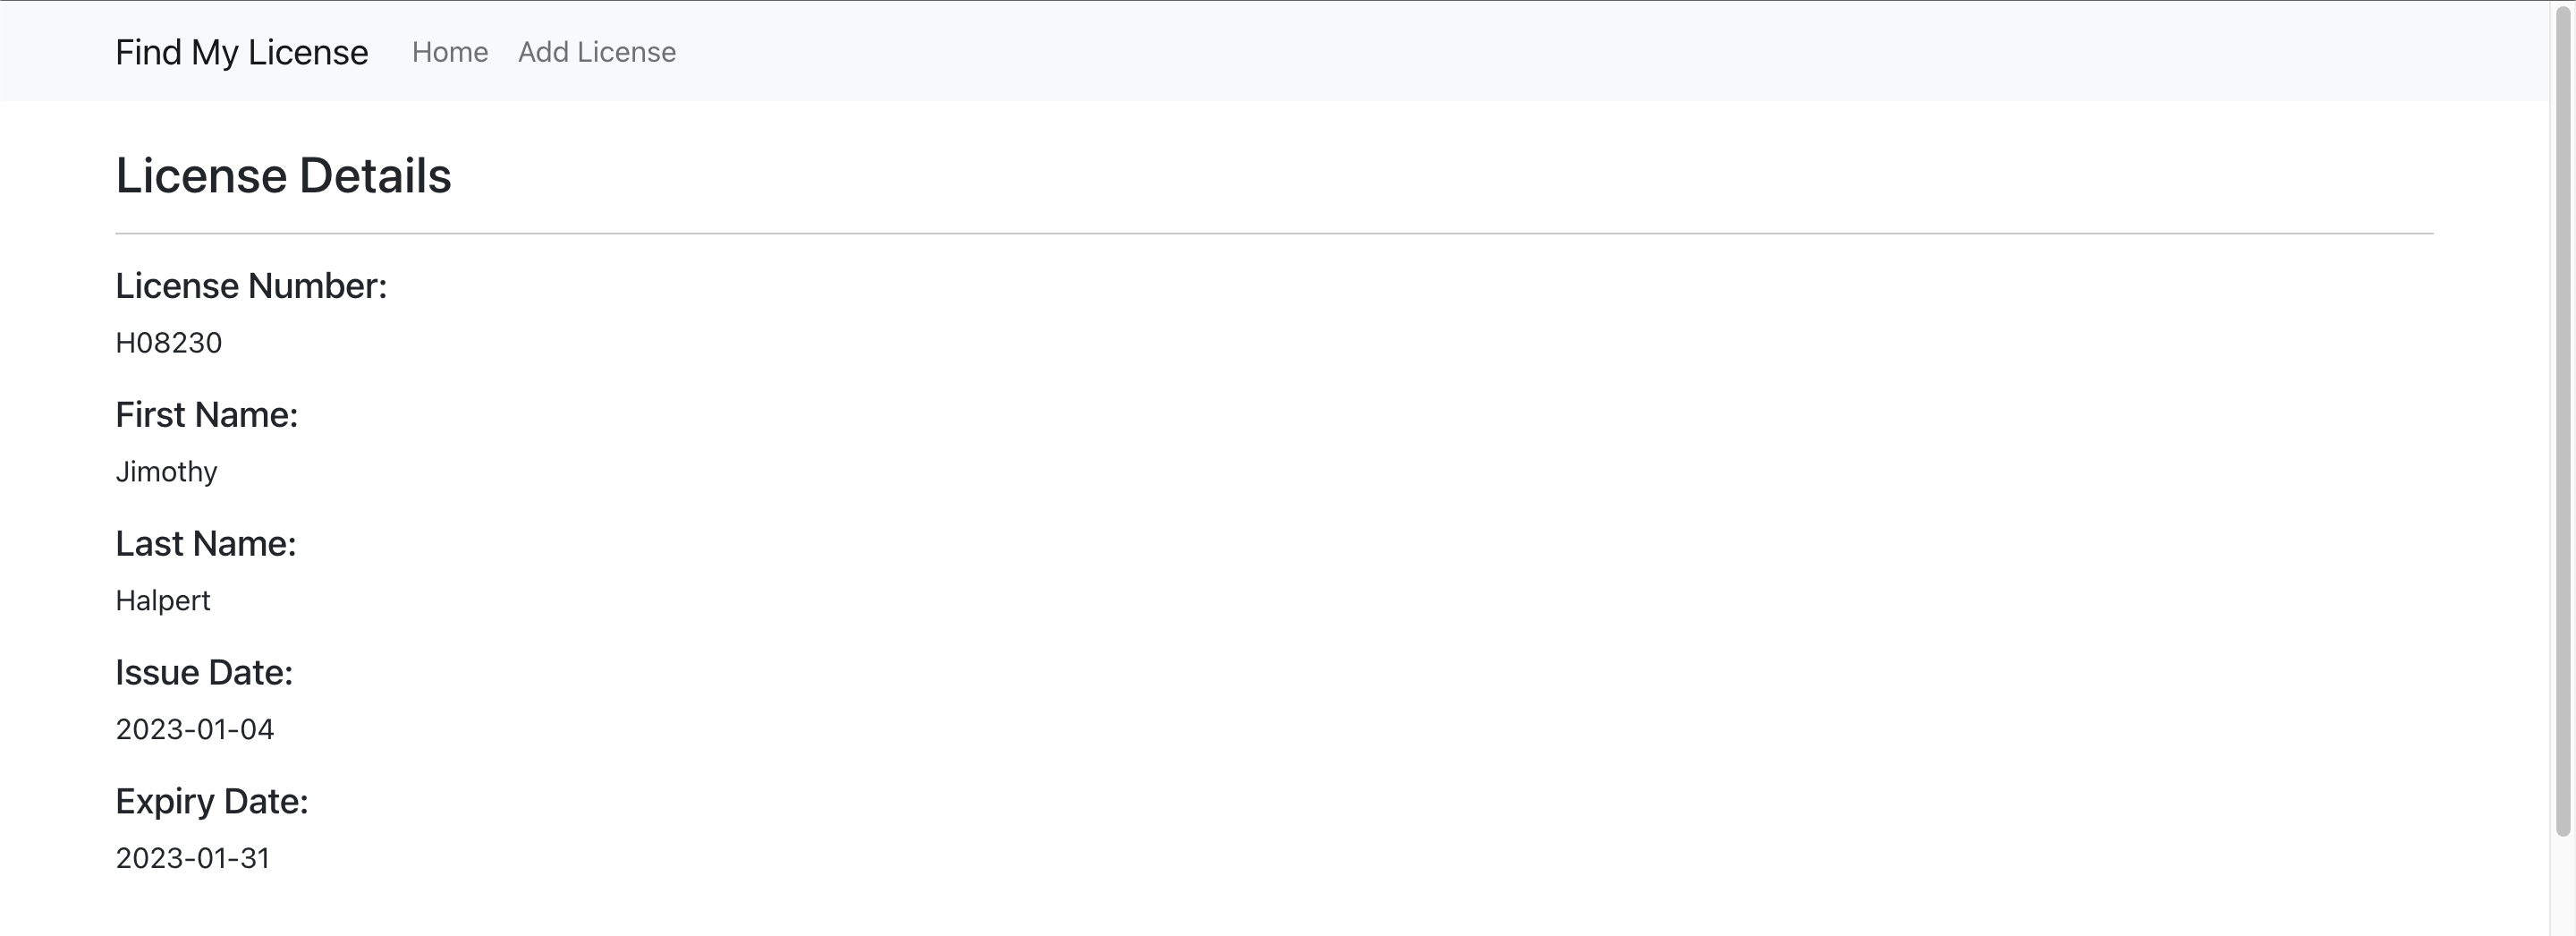 Find My License Home Add License
License Details
License Number:
H08230
First Name:
Jimothy
Last Name:
Halpert
Issue Date:
2023-01-04
Expiry Date:
2023-01-31